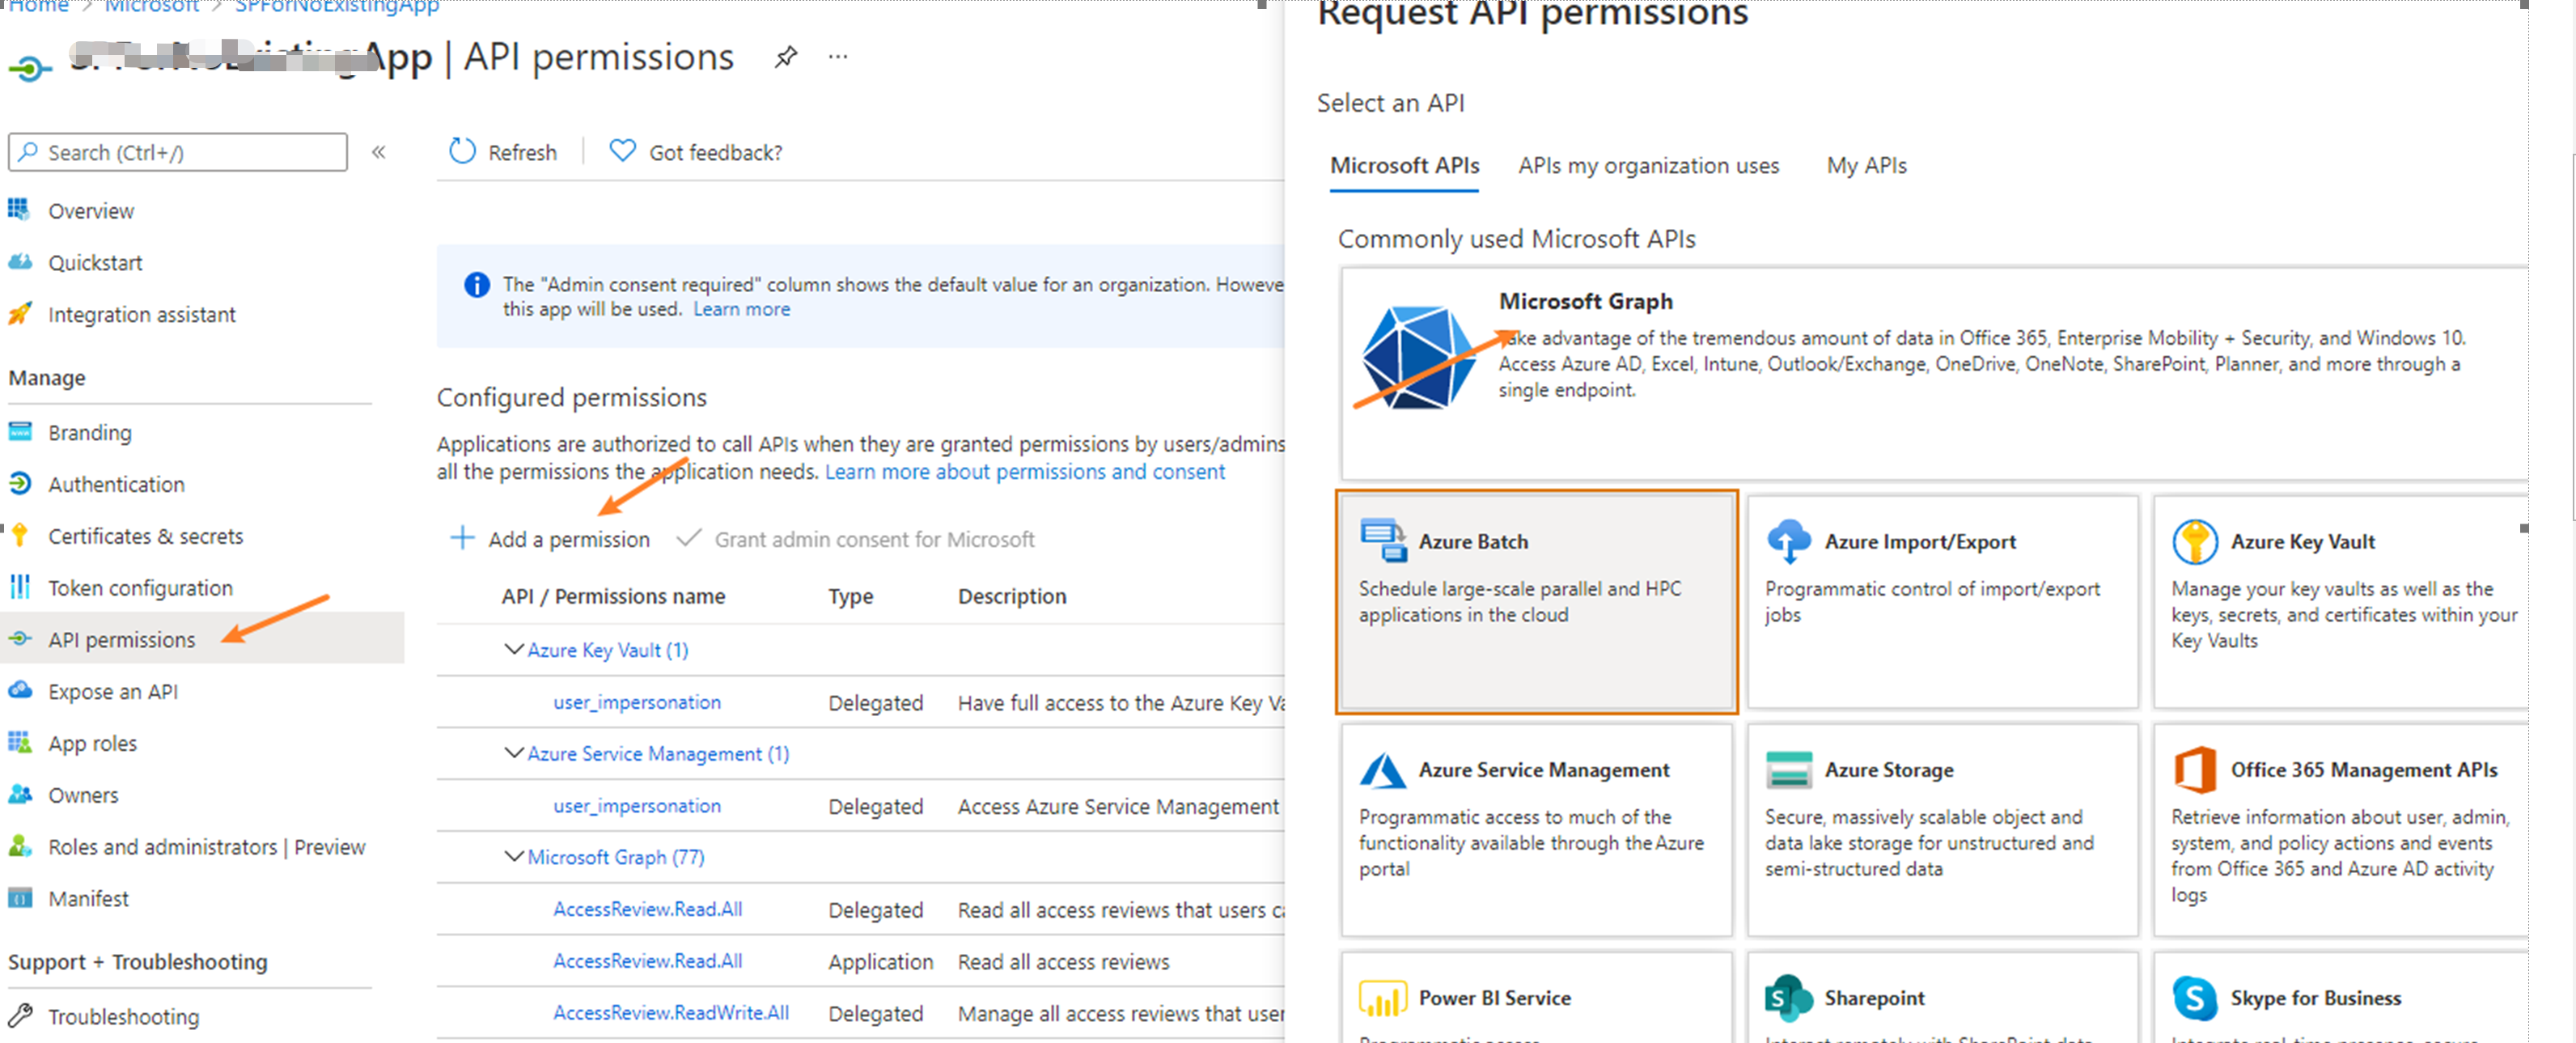 Home > Microsoft > SPForNoExistingApp
SPForNoExistingApp | API permissions
Search (Ctrl+/)
Overview
Quickstart
Integration assistant
Manage
Branding
Authentication
Certificates & secrets
Token configuration
API permissions
Expose an API
App roles
Owners
Roles and administrators | Preview
Manifest
Support + Troubleshooting
Troubleshooting
Refresh
Got feedback?
The "Admin consent required" column shows the default value for an organization. Howeve
this app will be used. Learn more
Configured permissions
Applications are authorized to call APIs when they are granted permissions by users/admins
all the permissions the application needs. Learn more about permissions and consent
Add a permission Grant admin consent for Microsoft
API / Permissions name Type Description
Azure Key Vault (1)
user_impersonation Delegated Have full access to the Azure Key Va
Azure Service Management (1)
user_impersonation Delegated Access Azure Service Management
Microsoft Graph (77)
AccessReview.Read.All Delegated Read all access reviews that users ca
AccessReview.Read.All Application Read all access reviews
AccessReview.ReadWrite.All Delegated Manage all access reviews that user
Request API permissions
Select an API
Microsoft APIs APIs my organization uses My APIs
Commonly used Microsoft APIs
Microsoft Graph
Take advantage of the tremendous amount of data in Office 365, Enterprise Mobility + Security, and Windows 10.
Access Azure AD, Excel, Intune, Outlook/Exchange, OneDrive, OneNote, SharePoint, Planner, and more through a
single endpoint.
Azure Batch
Schedule large-scale parallel and HPC
applications in the cloud
Azure Import/Export
Programmatic control of import/export
jobs
Azure Key Vault
Manage your key vaults as well as the
keys, secrets, and certificates within your
Key Vaults
Azure Service Management
Programmatic access to much of the
functionality available through the Azure
portal
Azure Storage
Secure, massively scalable object and
data lake storage for unstructured and
semi-structured data
Office 365 Management APIs
Retrieve information about user, admin,
system, and policy actions and events
from Office 365 and Azure AD activity
logs
Power BI Service
Programmatic access
Sharepoint
Interact remotely with SharePoint data
Skype for Business
Integrate real-time presence, secure